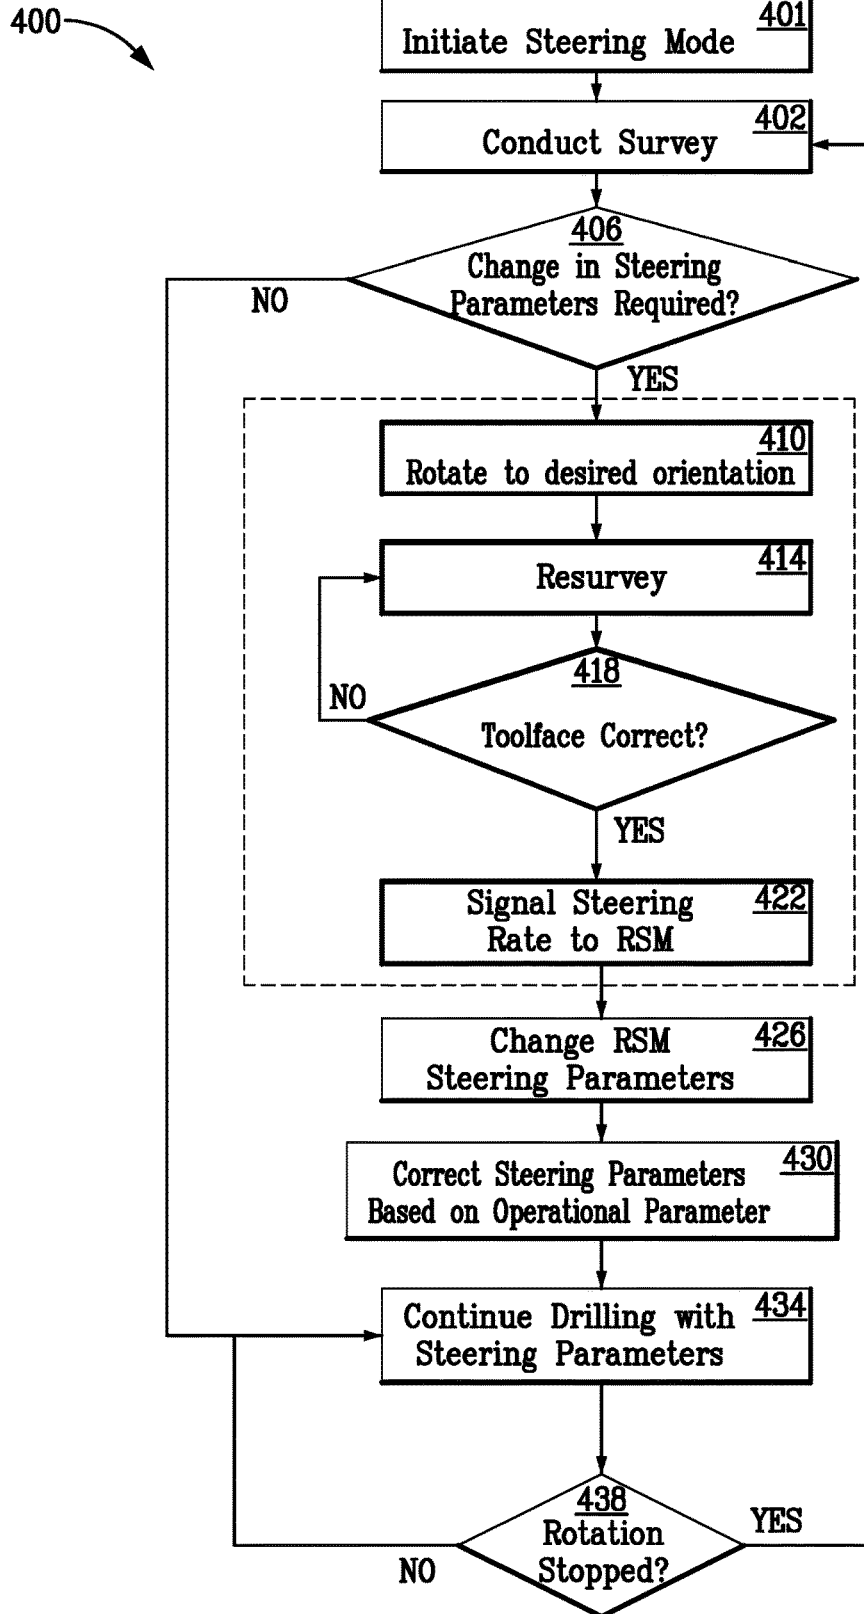 400
401
Initiate Steering Mode
402
Conduct Survey
406
Change in Steering
Parameters Required?
NO
YES
410
Rotate to desired orientation
414
Resurvey
418
NO
Toolface Correct?
YES
422
Signal Steering
Rate to RSM
426
Change RSM
Steering Parameters
430
Correct Steering Parameters
Based on Operational Parameter
434
Continue Drilling with
Steering Parameters
438
Rotation
Stopped?
YES
NO